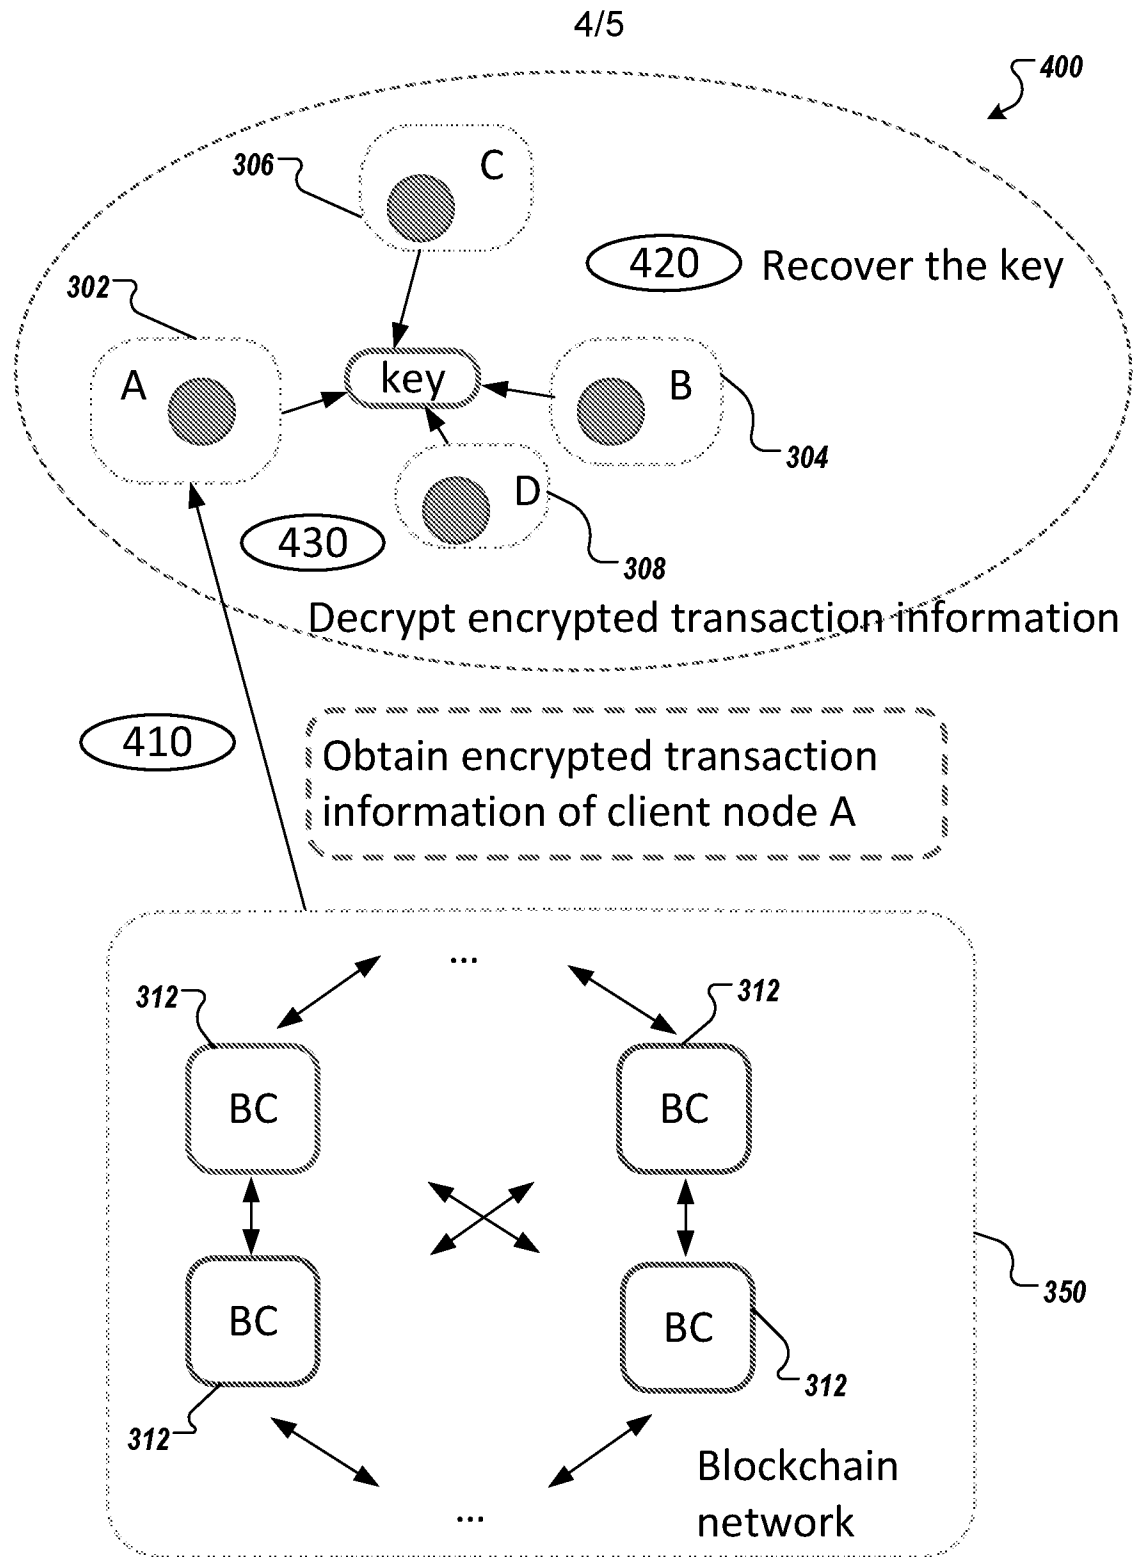 4/5
400
306
C
420 Recover the key
302
A
key
B
304
D
430
308
Decrypt encrypted transaction information
410
Obtain encrypted transaction
information of client node A
...
...
312
312
BC
BC
BC
BC
350
312
312
Blockchain
network
...